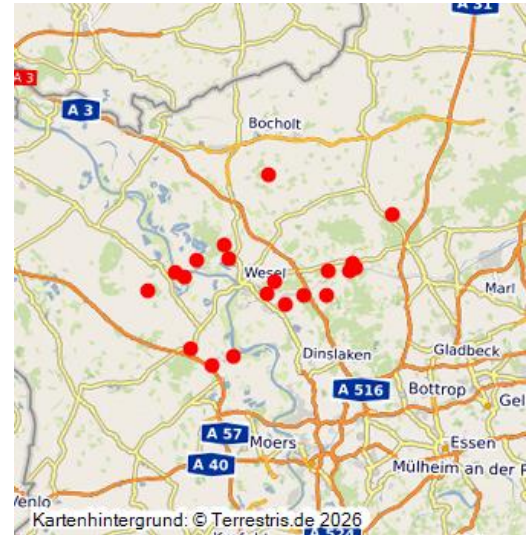 A 31
A 3
A 3
Bocholt
Wesel
Marl
Dinslaken
Gladbeck
A 516
Bottrop
Gel
A 57
Moers
Essen
A 40
Mülheim an der R
Venlo
Kartenhintergrund: © Terrestris.de 2026
A 524